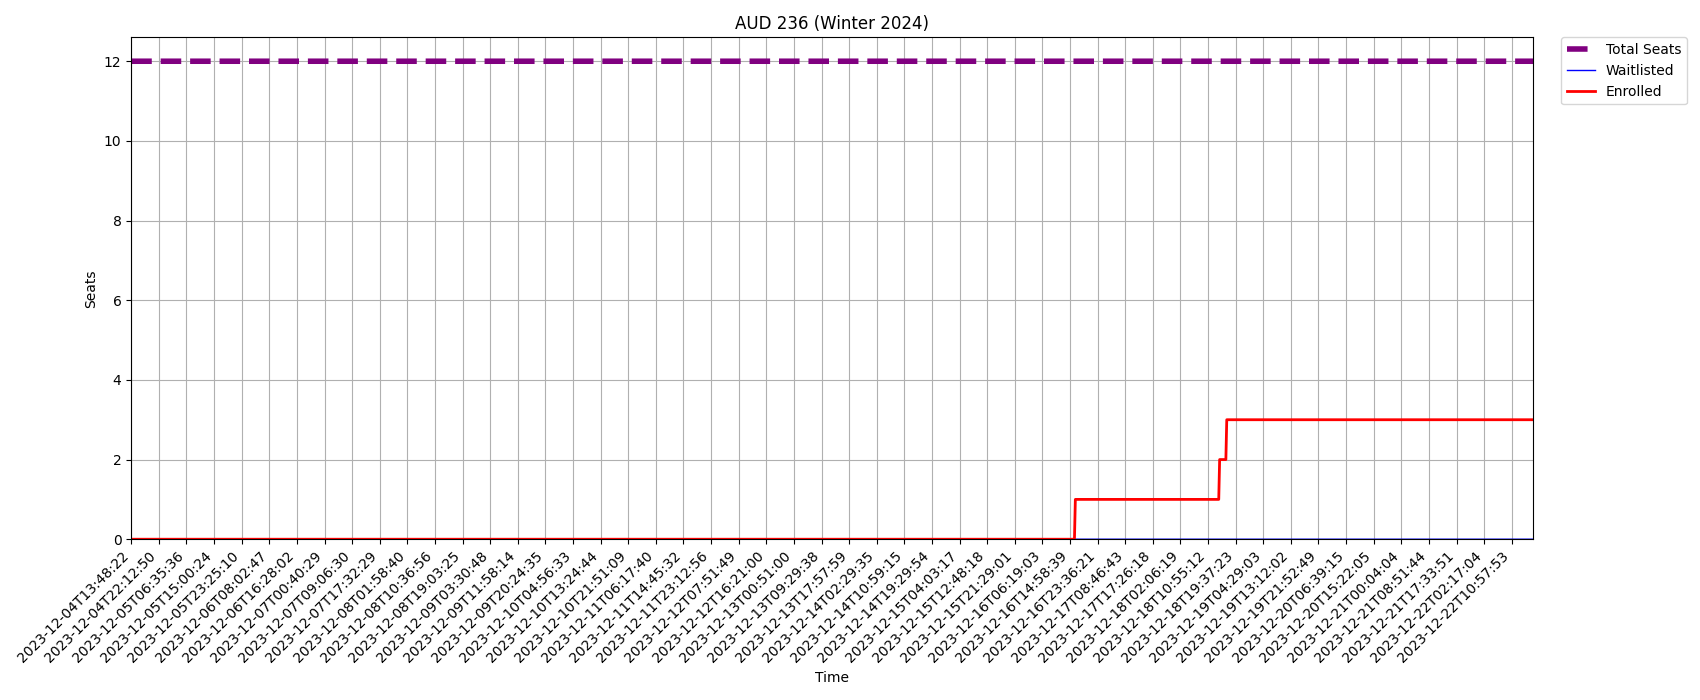 AUD 236 (Winter 2024)
Total Seats
Waitlisted
Enrolled
12
10
8
6
4
2
0
Seats
2023-12-04T13:48:22
2023-12-04T22:12:50
2023-12-05T06:35:36
2023-12-05T15:00:24
2023-12-05T23:25:10
2023-12-06T08:02:47
2023-12-06T16:28:02
2023-12-07T00:40:29
2023-12-07T09:06:30
2023-12-07T17:32:29
2023-12-08T01:58:40
2023-12-08T10:36:56
2023-12-08T19:03:25
2023-12-09T03:30:48
2023-12-09T11:58:14
2023-12-09T20:24:35
2023-12-10T04:56:33
2023-12-10T13:24:44
2023-12-10T21:51:09
2023-12-11T06:17:40
2023-12-11T14:45:32
2023-12-11T23:12:56
2023-12-12T07:51:49
2023-12-12T16:21:00
2023-12-13T00:51:00
2023-12-13T09:29:38
2023-12-13T17:57:59
2023-12-14T02:29:35
2023-12-14T10:59:15
2023-12-14T19:29:54
2023-12-15T04:03:17
2023-12-15T12:48:18
2023-12-15T21:29:01
2023-12-16T06:19:03
2023-12-16T14:58:39
2023-12-16T23:36:21
2023-12-17T08:46:43
2023-12-17T17:26:18
2023-12-18T02:06:19
2023-12-18T10:55:12
2023-12-18T19:37:23
2023-12-19T04:29:03
2023-12-19T13:12:02
2023-12-19T21:52:49
2023-12-20T06:39:15
2023-12-20T15:22:05
2023-12-21T00:04:04
2023-12-21T08:51:44
2023-12-21T17:33:51
2023-12-22T02:17:04
2023-12-22T10:57:53
Time